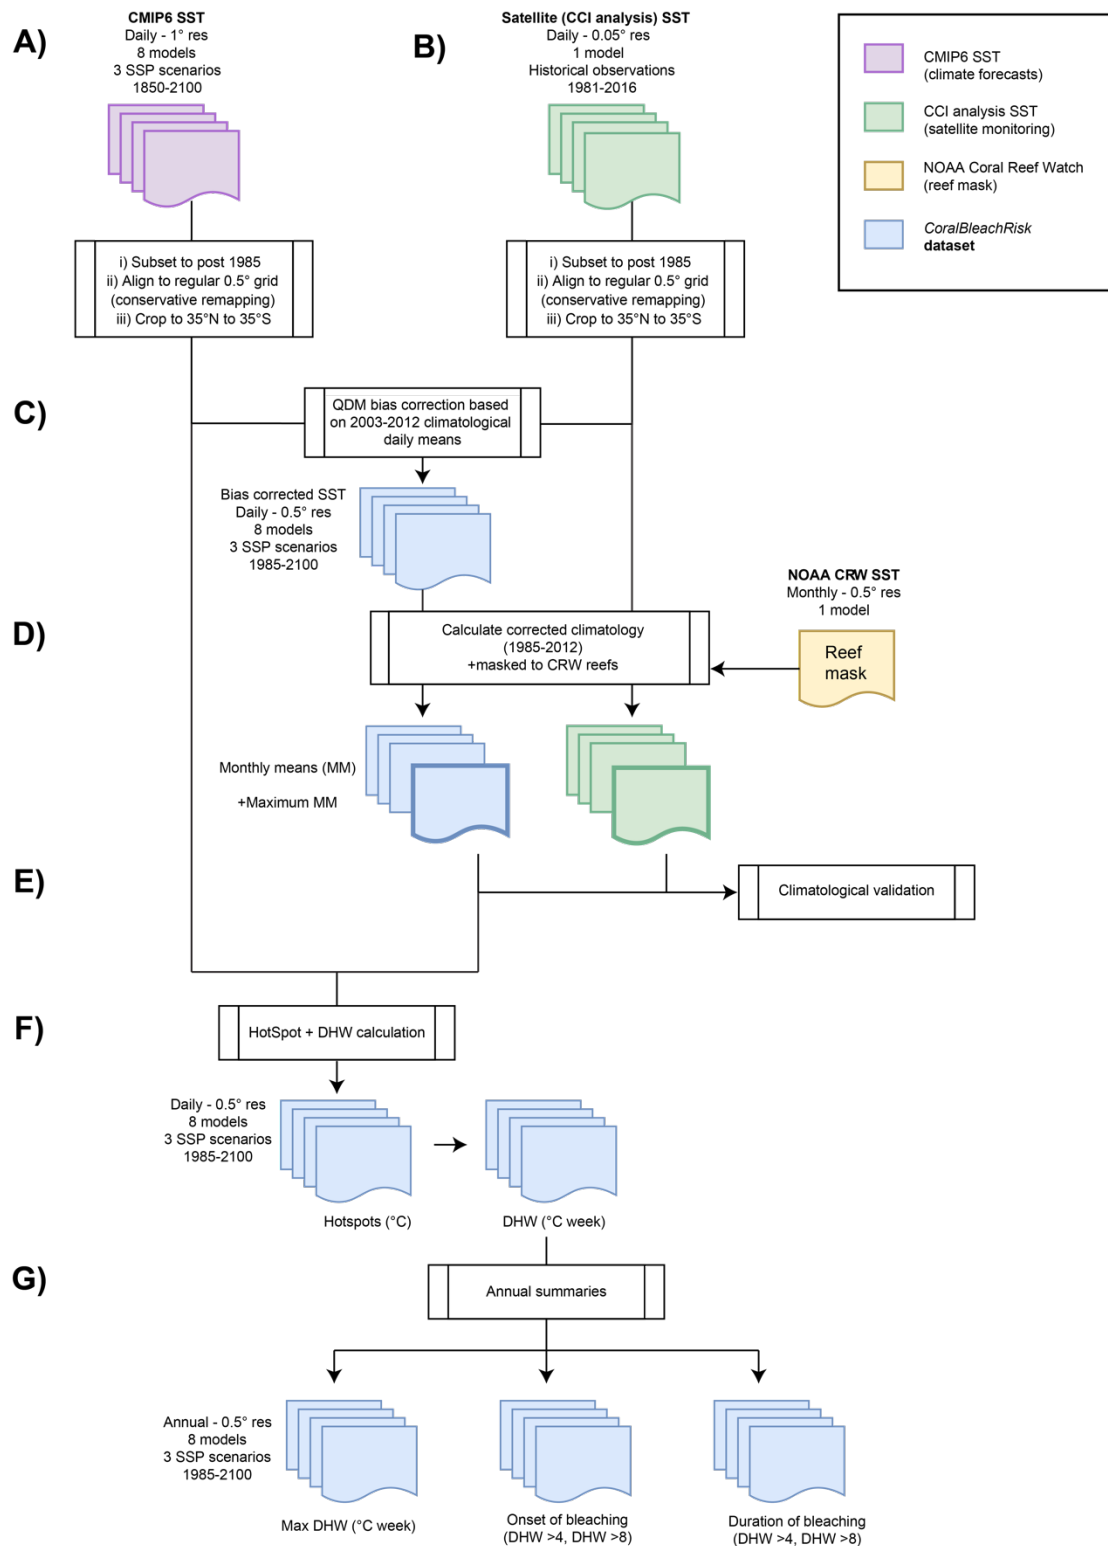 A)
CMIP6 SST
Daily - 1° res
8 models
3 SSP scenarios
1850-2100
B)
Satellite (CCI analysis) SST
Daily - 0.05° res
1 model
Historical observations
1981-2016
CMIP6 SST
(climate forecasts)
CCI analysis SST
(satellite monitoring)
NOAA Coral Reef Watch
(reef mask)
CoralBleachRisk
dataset
i) Subset to post 1985
ii) Align to regular 0.5° grid
(conservative remapping)
iii) Crop to 35°N to 35°S
i) Subset to post 1985
ii) Align to regular 0.5° grid
(conservative remapping)
iii) Crop to 35°N to 35°S
C)
QDM bias correction based
on 2003-2012 climatological
daily means
Bias corrected SST
Daily - 0.5° res
8 models
3 SSP scenarios
1985-2100
NOAA CRW SST
Monthly - 0.5° res
1 model
Reef
mask
D)
Calculate corrected climatology
(1985-2012)
+masked to CRW reefs
Monthly means (MM)
+Maximum MM
E)
Climatological validation
F)
HotSpot + DHW calculation
Daily - 0.5° res
8 models
3 SSP scenarios
1985-2100
Hotspots (°C)
DHW (°C week)
G)
Annual summaries
Annual - 0.5° res
8 models
3 SSP scenarios
1985-2100
Max DHW (°C week)
Onset of bleaching
(DHW >4, DHW >8)
Duration of bleaching
(DHW >4, DHW >8)